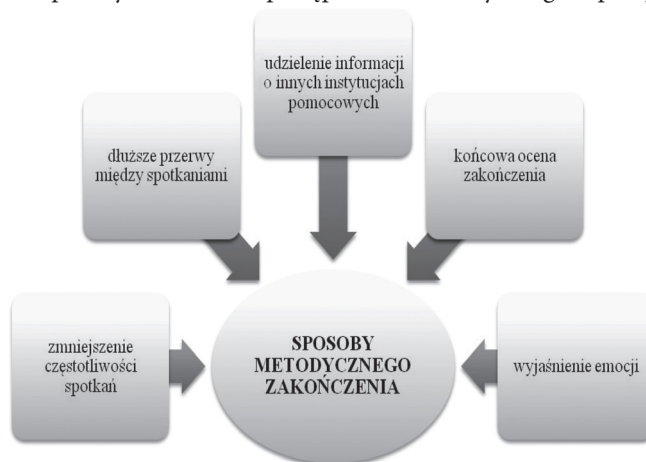 udzielenie informacji
o innych instytucjach
pomocowych
dłuższe przerwy
między spotkaniami
końcowa ocena
zakończenia
zmniejszenie
częstotliwości
spotkań
SPOSOBY
METODYCZNEGO
ZAKOŃCZENIA
wyjaśnienie emocji